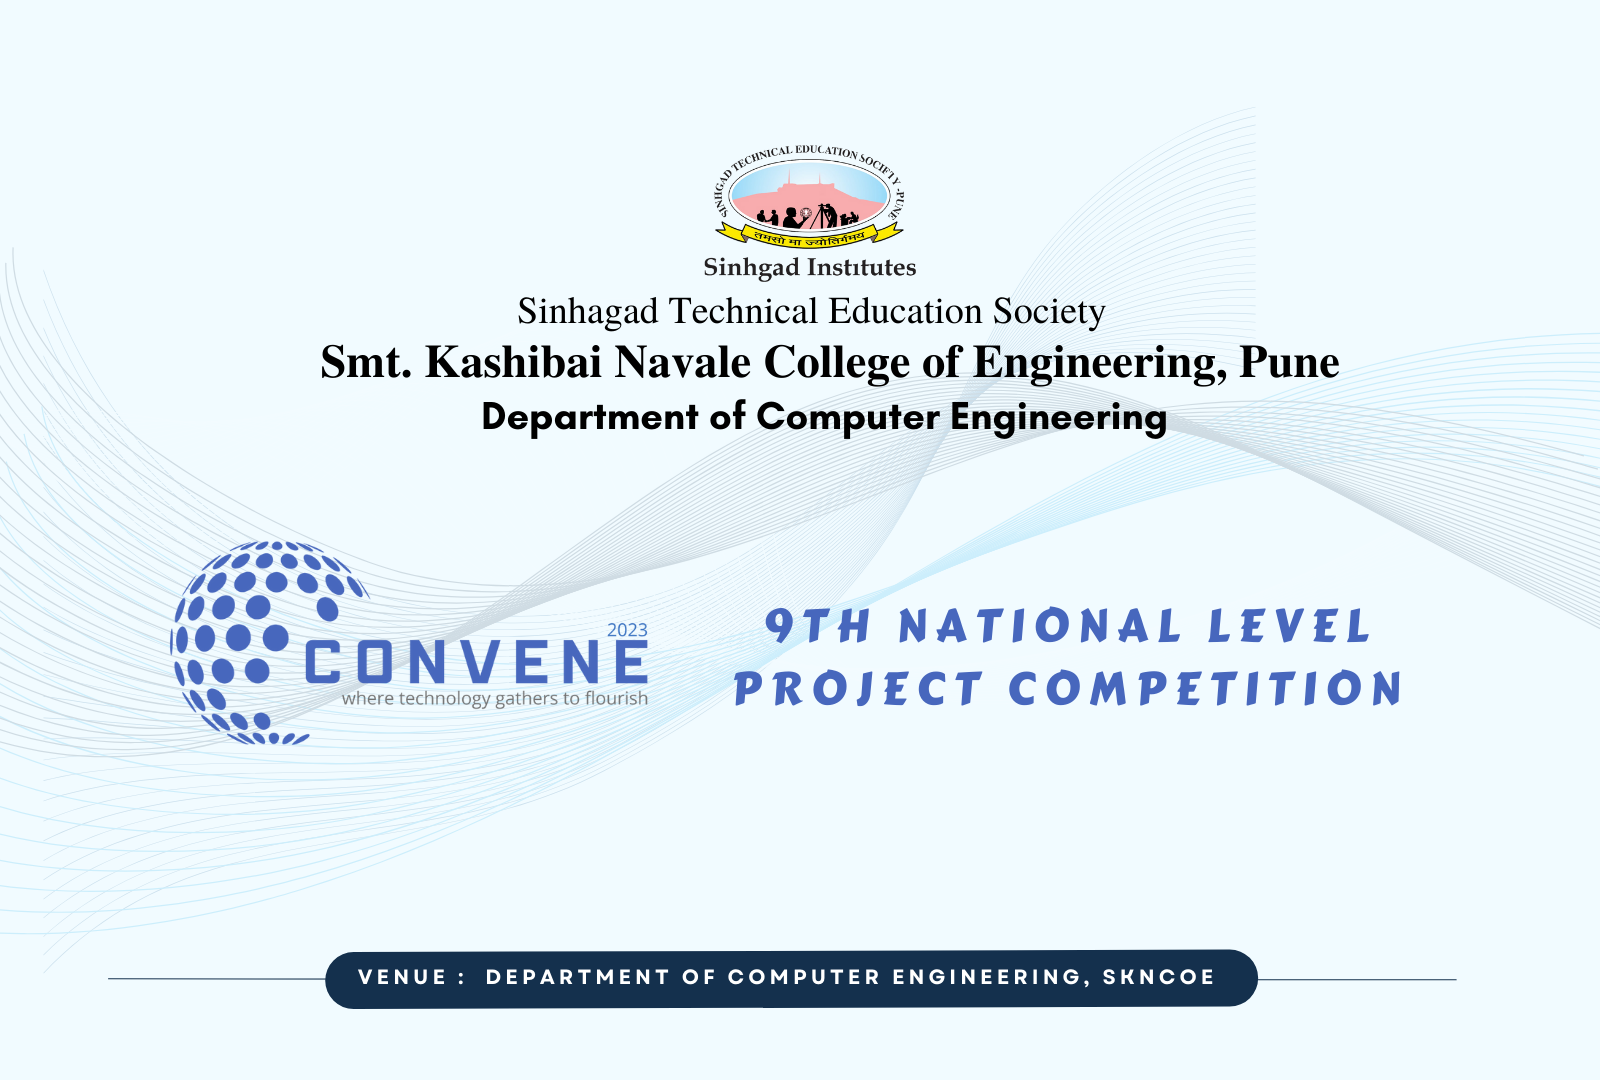 SINHGAD TECHNICAL EDUCATION SOCIETY - PUNE
तमसो मा ज्योतिर्गमय
Sinhgad Institutes
Sinhagad Technical Education Society
Smt. Kashibai Navale College of Engineering, Pune
Department of Computer Engineering
2023
CONVENE
where technology gathers to flourish
9TH NATIONAL LEVEL
PROJECT COMPETITION
VENUE : DEPARTMENT OF COMPUTER ENGINEERING, SKNCOE